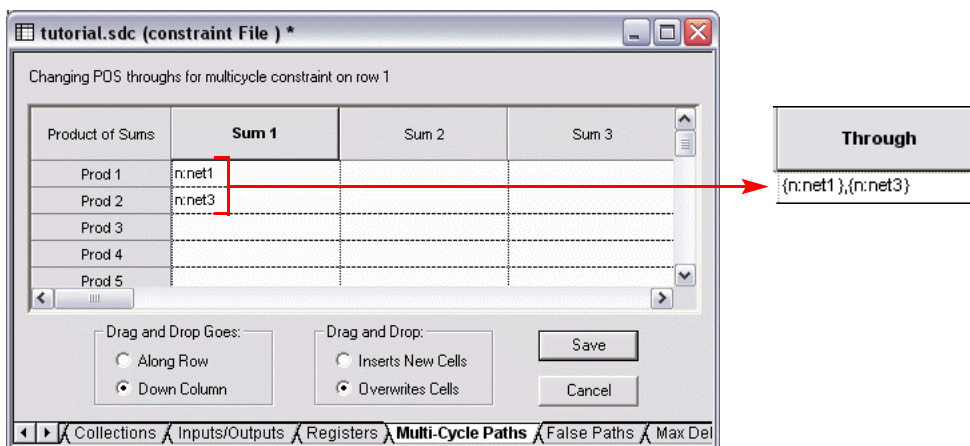 tutorial.sdc (constraint File ) *
Changing POS throughs for multicycle constraint on row 1
Product of Sums Sum 1 Sum 2 Sum 3
Prod 1 n:net1
Prod 2 n:net3
Prod 3
Prod 4
Prod 5
Through
{n:net1},{n:net3}
Drag and Drop Goes:
Along Row
Down Column
Drag and Drop:
Inserts New Cells
Overwrites Cells
Save
Cancel
Collections Inputs/Outputs Registers Multi-Cycle Paths False Paths Max Del